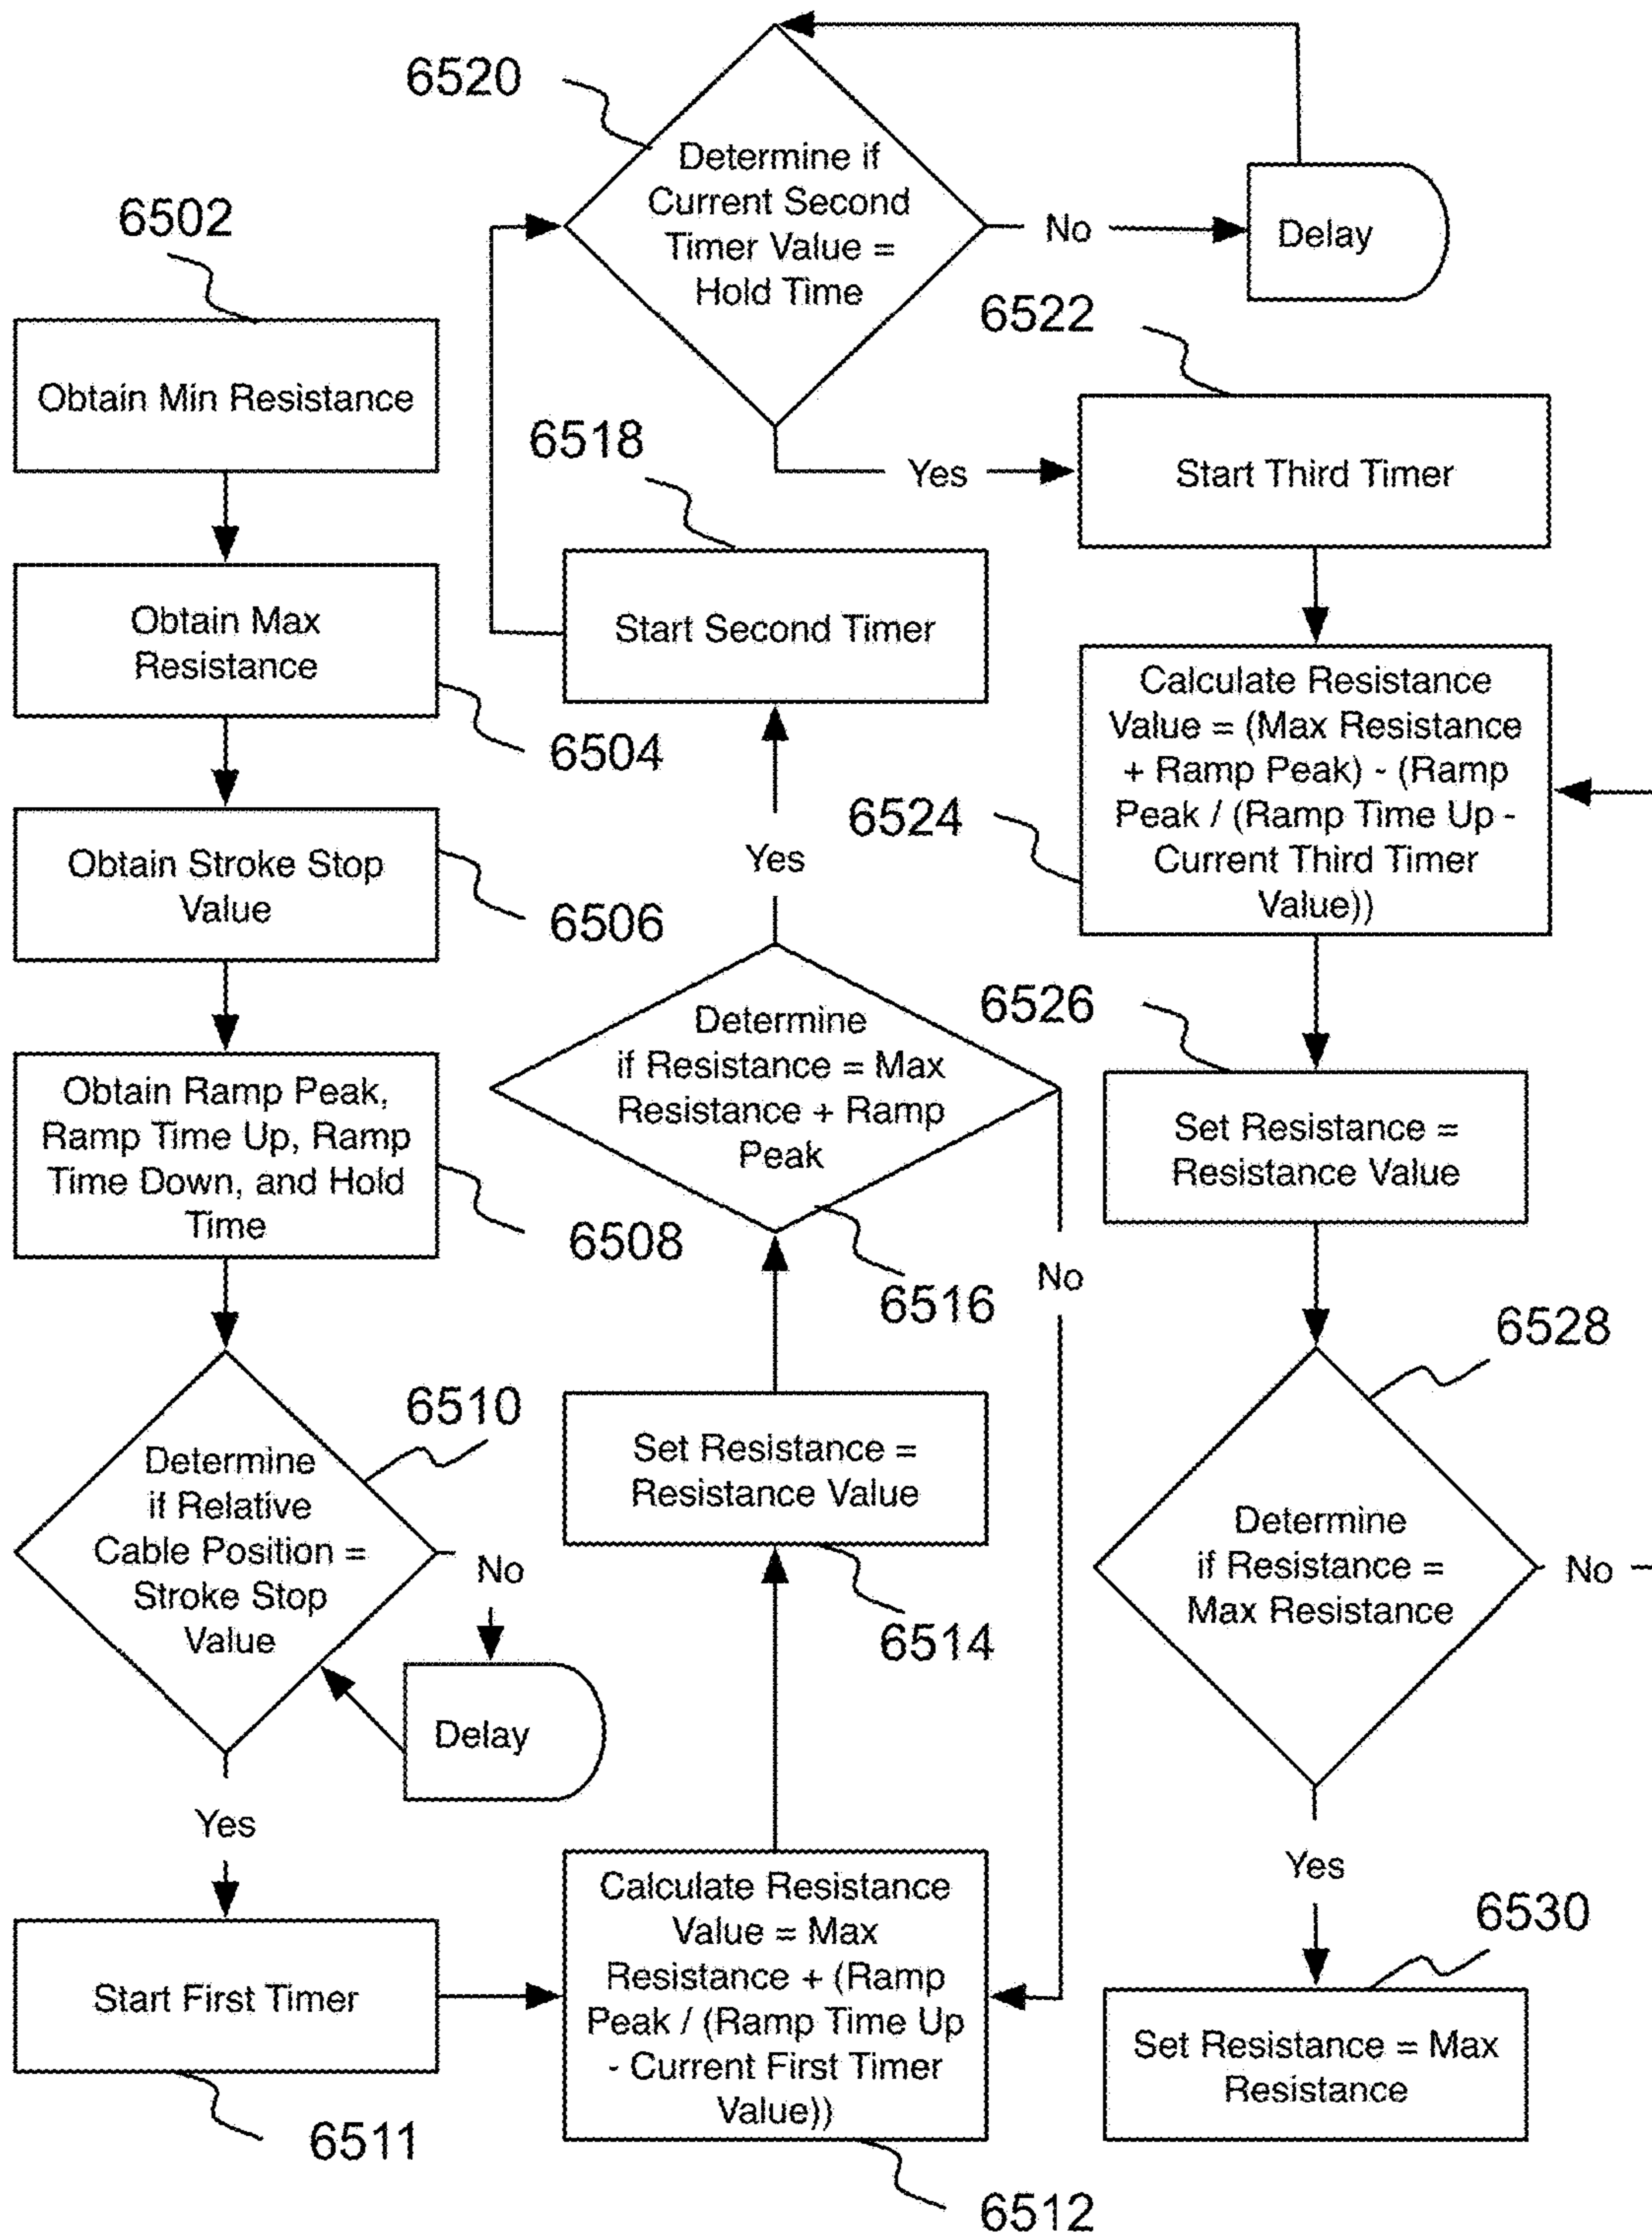 6502
Obtain Min Resistance
Obtain Max
Resistance
6504
Obtain Stroke Stop
Value
6506
Obtain Ramp Peak,
Ramp Time Up, Ramp
Time Down, and Hold
Time
6508
6510
Determine
if Relative
Cable Position =
Stroke Stop
Value
No
Delay
Yes
Start First Timer
6511
Calculate Resistance
Value = Max
Resistance + (Ramp
Peak / (Ramp Time Up
- Current First Timer
Value))
6512
Set Resistance =
Resistance Value
6514
Determine
if Resistance = Max
Resistance + Ramp
Peak
6516
No
Yes
6518
Start Second Timer
6520
Determine if
Current Second
Timer Value =
Hold Time
No
Delay
Yes
6522
Start Third Timer
Calculate Resistance
Value = (Max Resistance
+ Ramp Peak) - (Ramp
Peak / (Ramp Time Up -
Current Third Timer
Value))
6524
6526
Set Resistance =
Resistance Value
6528
Determine
if Resistance =
Max Resistance
No
Yes
6530
Set Resistance = Max
Resistance